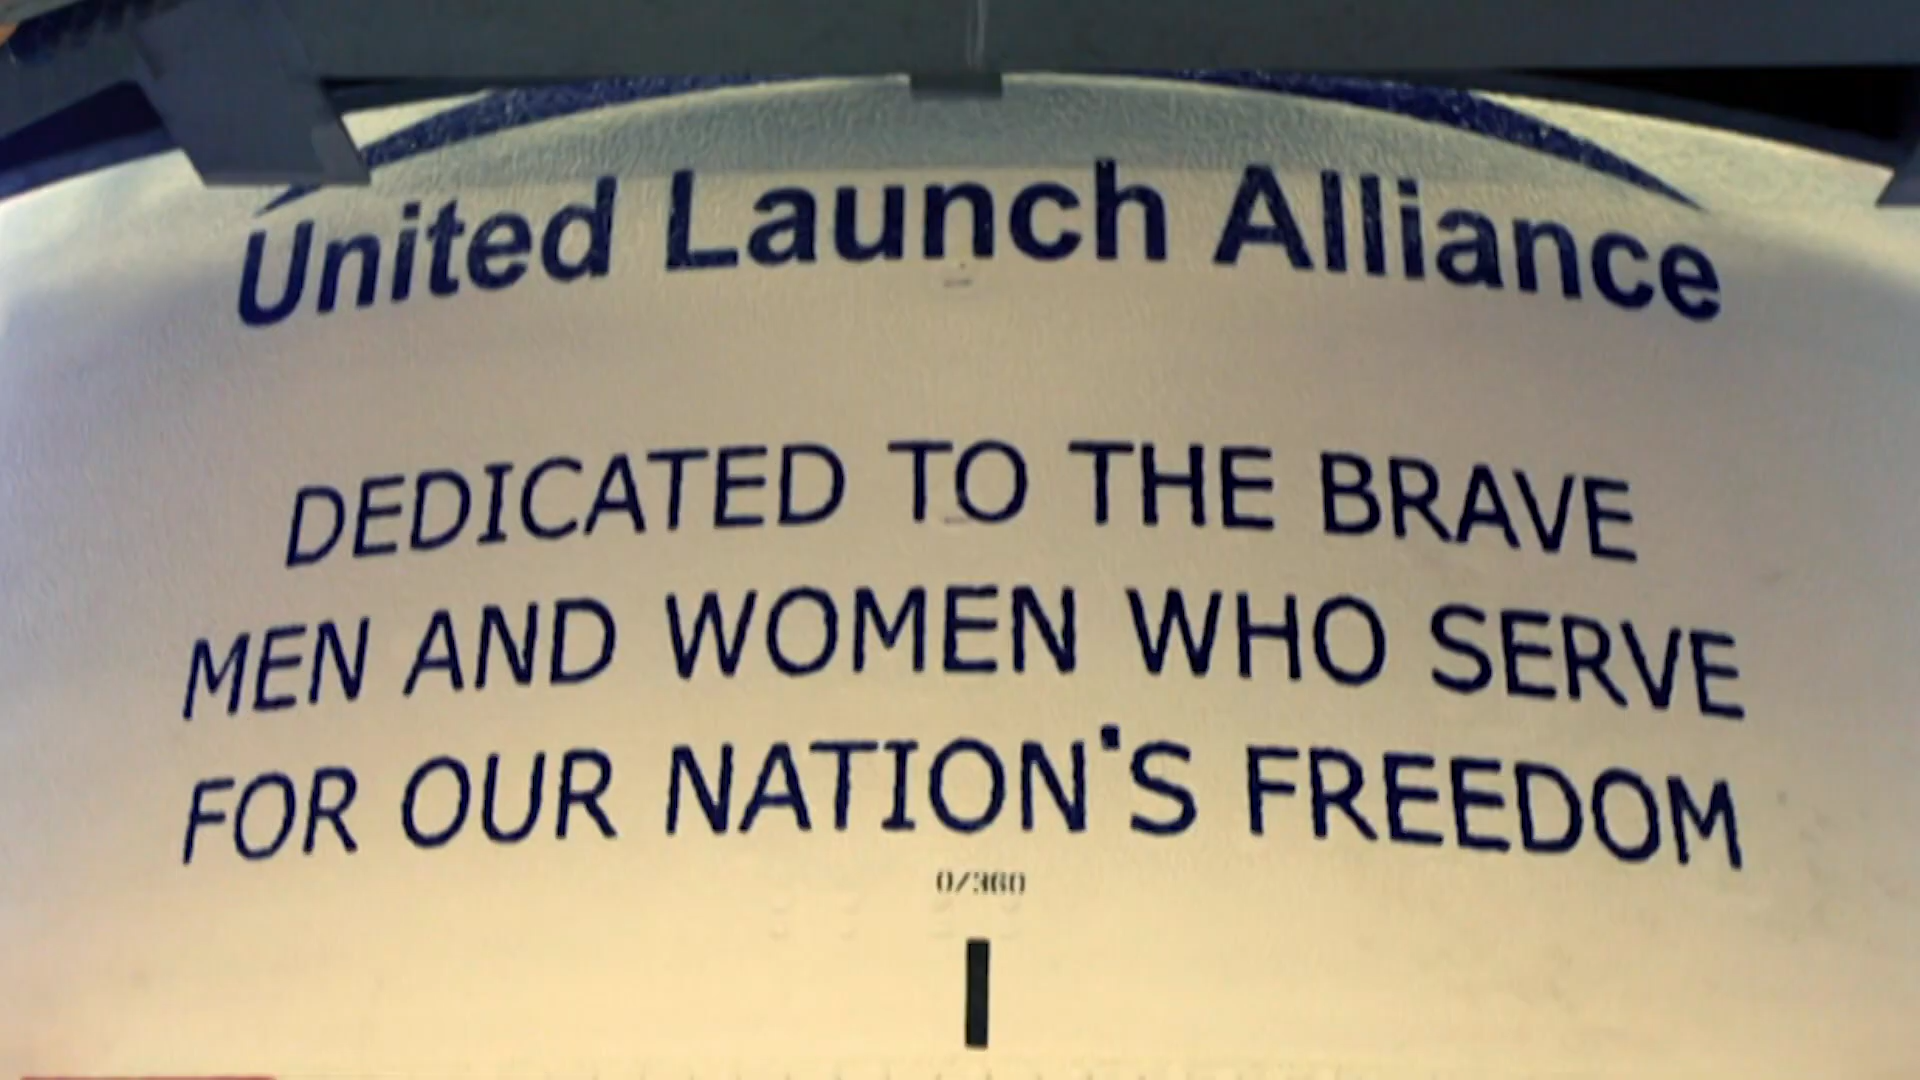 United Launch Alliance
DEDICATED TO THE BRAVE
MEN AND WOMEN WHO SERVE
FOR OUR NATION'S FREEDOM
0/360